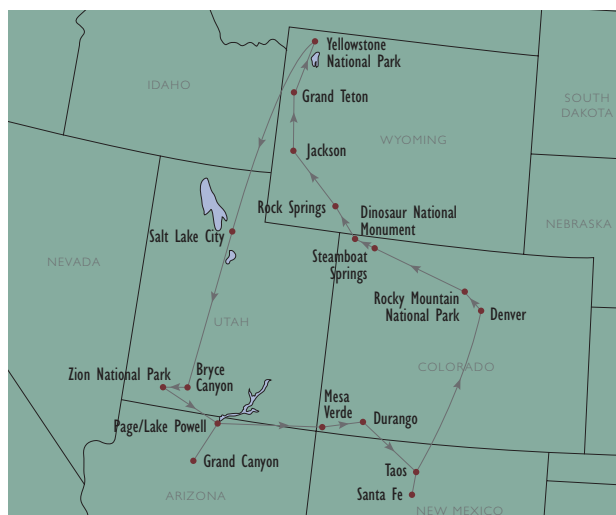 Yellowstone
National Park
IDAHO
SOUTH
DAKOTA
Grand Teton
WYOMING
Jackson
Rock Springs
Dinosaur National
Monument
NEBRASKA
Salt Lake City
Steamboat
Springs
NEVADA
Rocky Mountain
National Park
Denver
UTAH
COLORADO
Zion National Park
Bryce
Canyon
Mesa
Verde
Durango
Page/Lake Powell
Grand Canyon
Taos
Santa Fe
ARIZONA
NEW MEXICO